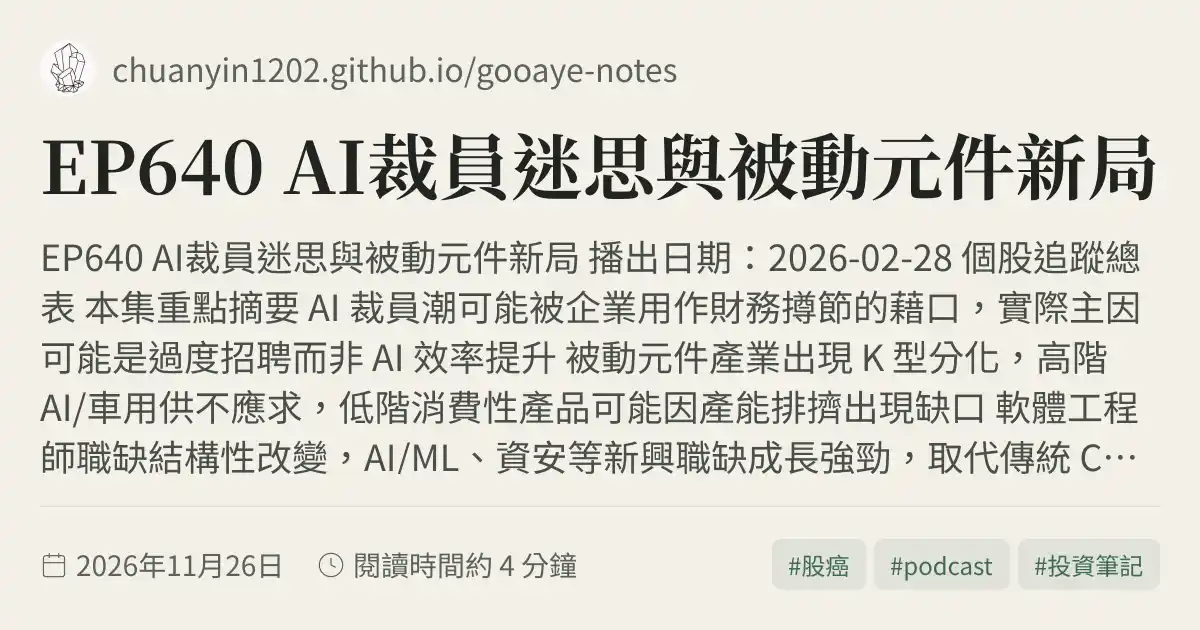 chuanyin1202.github.io/gooaye-notes
EP640 AI裁員迷思與被動元件新局
EP640 AI裁員迷思與被動元件新局 播出日期：2026-02-28 個股追蹤總
表 本集重點摘要 AI 裁員潮可能被企業用作財務撙節的藉口，實際主因
可能是過度招聘而非 AI 效率提升 被動元件產業出現 K 型分化，高階
AI/車用供不應求，低階消費性產品可能因產能排擠出現缺口 軟體工程
師職缺結構性改變，AI/ML、資安等新興職缺成長強勁，取代傳統 C…
2026年11月26日 閱讀時間約 4 分鐘 #股癌 #podcast #投資筆記